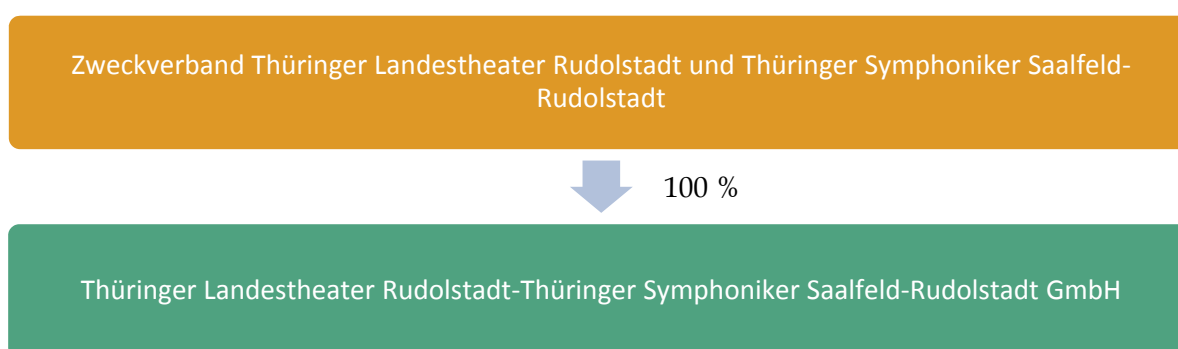 Zweckverband Thüringer Landestheater Rudolstadt und Thüringer Symphoniker Saalfeld-
Rudolstadt
100 %
Thüringer Landestheater Rudolstadt-Thüringer Symphoniker Saalfeld-Rudolstadt GmbH